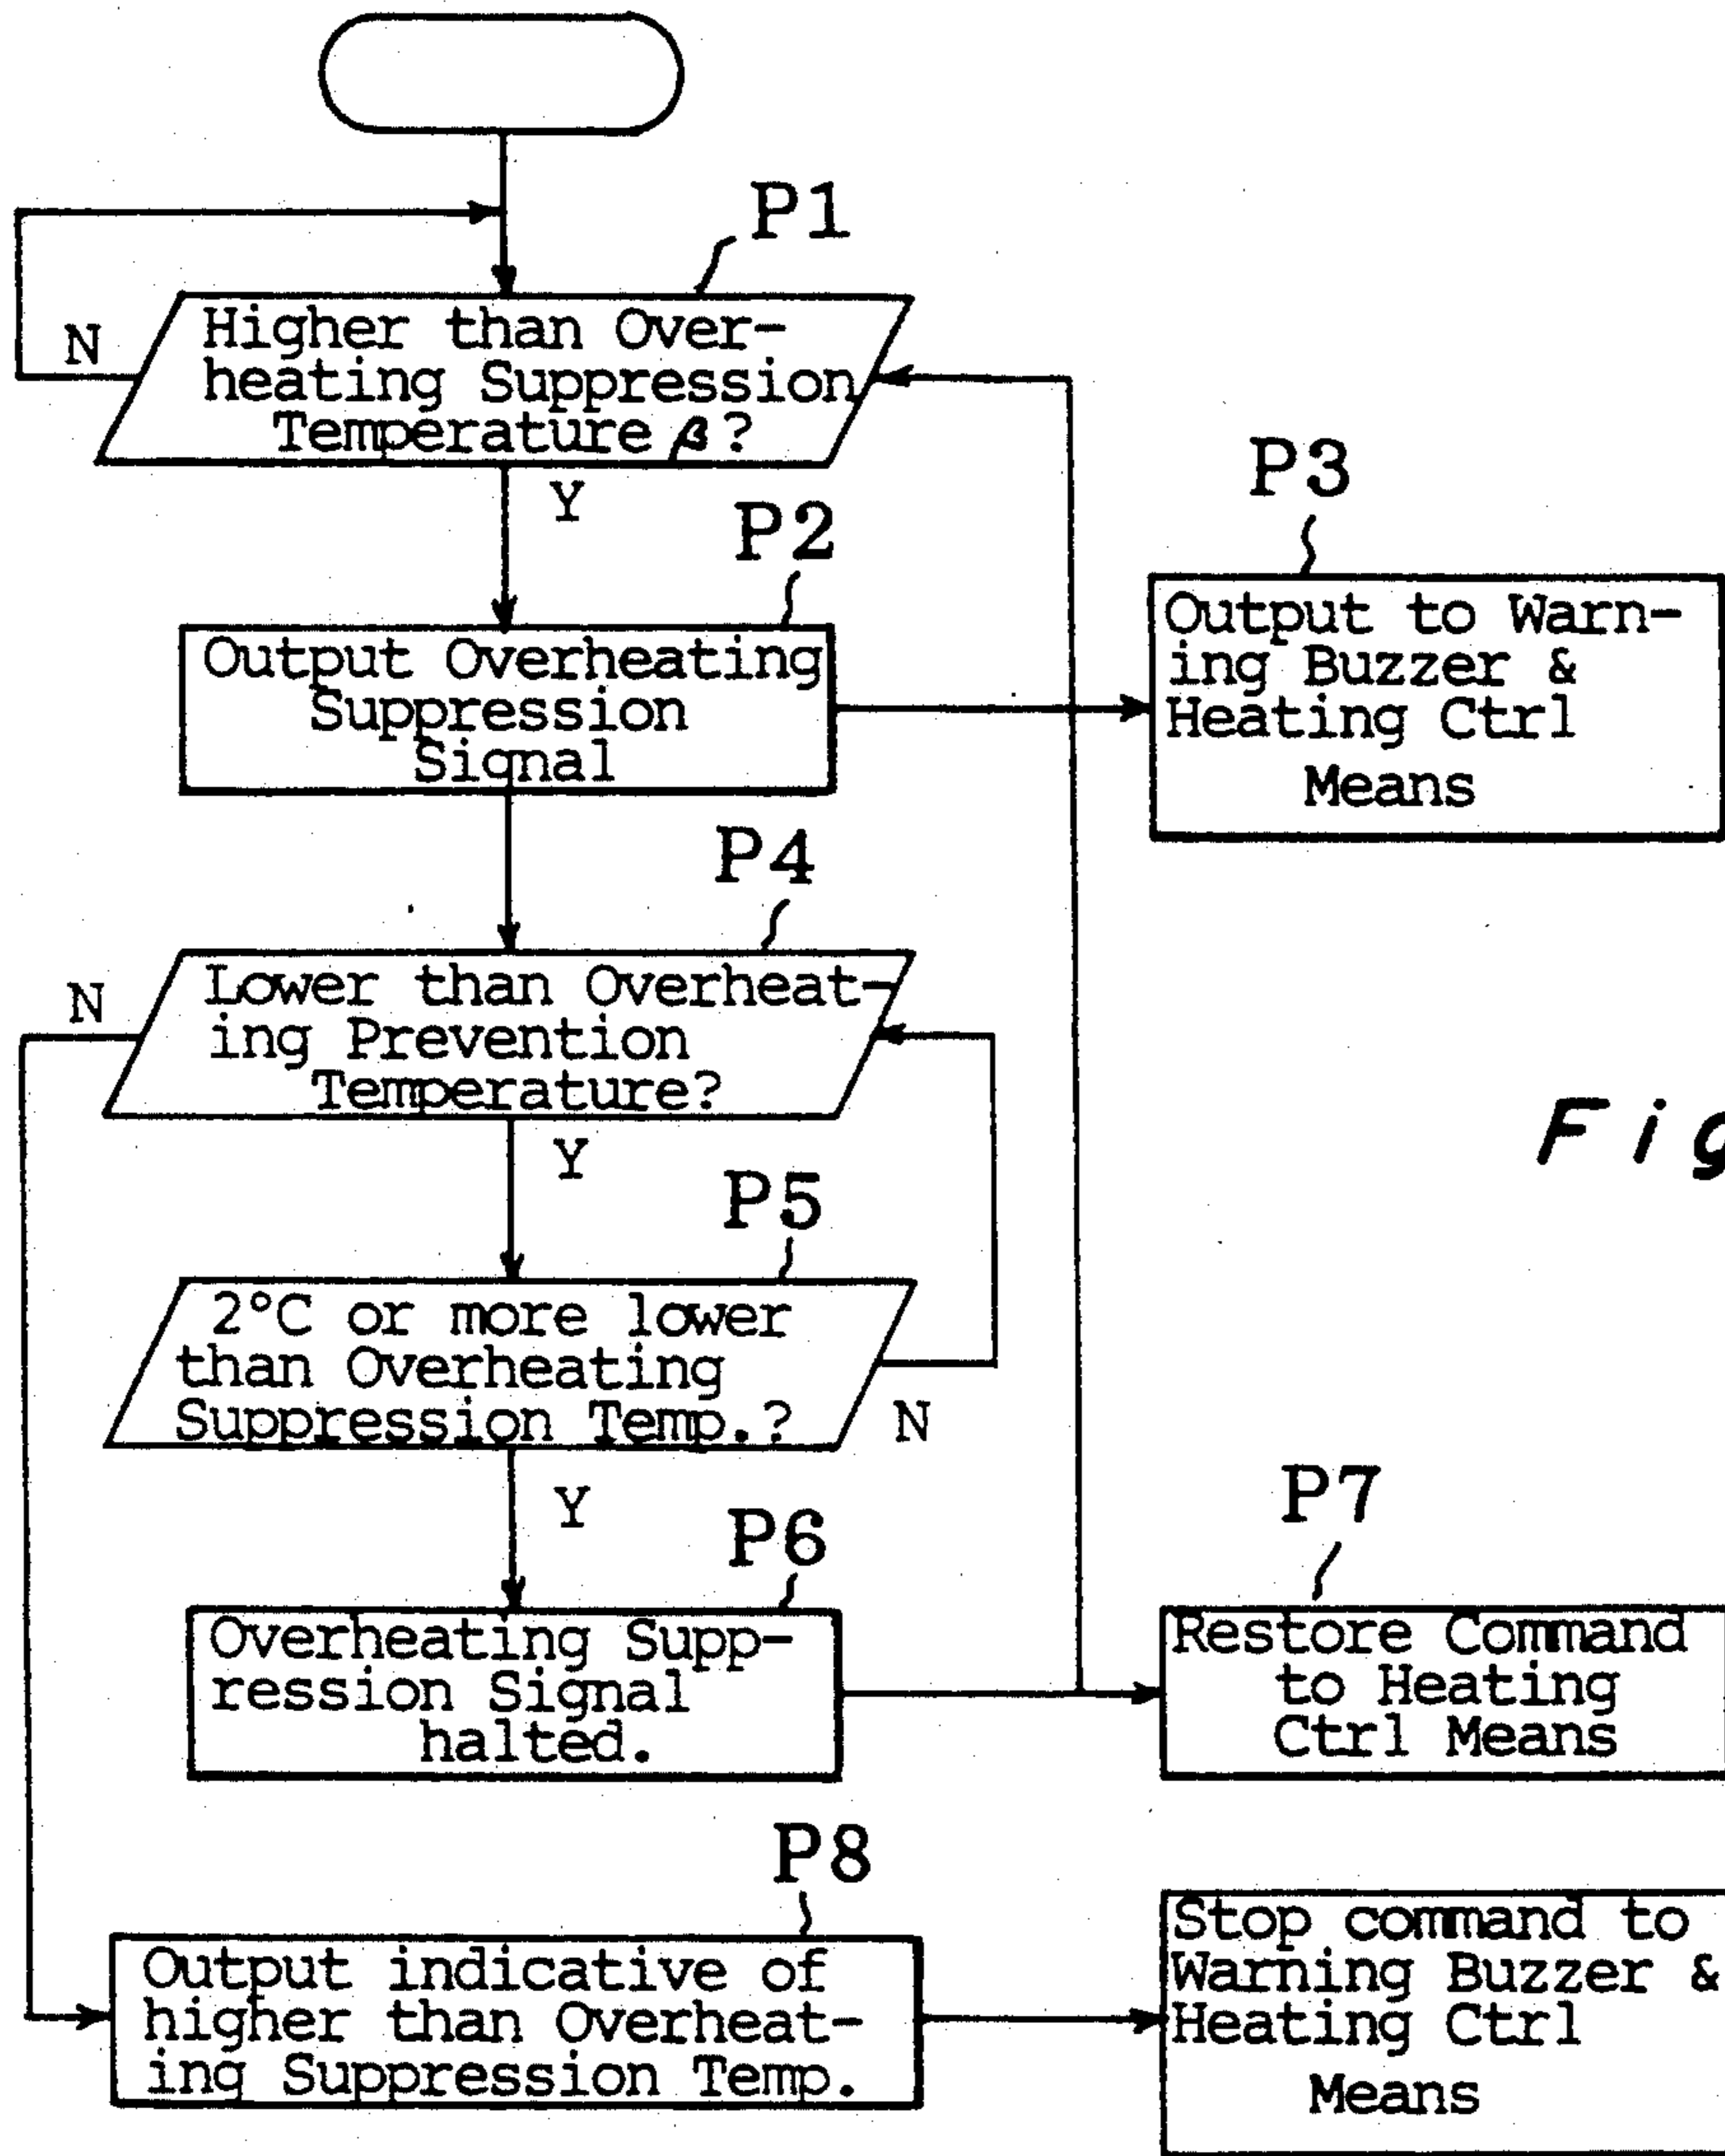 P1
N
Higher than Over-
heating Suppression
Temperature β?
Y
P2
P3
Output Overheating
Suppression
Signal
Output to Warn-
ing Buzzer &
Heating Ctrl
Means
P4
N
Lower than Overheat-
ing Prevention
Temperature?
Y
Fig
P5
2°C or more lower
than Overheating
Suppression Temp.?
N
Y
P6
P7
Overheating Supp-
ression Signal
halted.
Restore Command
to Heating
Ctrl Means
P8
Output indicative of
higher than Overheat-
ing Suppression Temp.
Stop command to
Warning Buzzer &
Heating Ctrl
Means